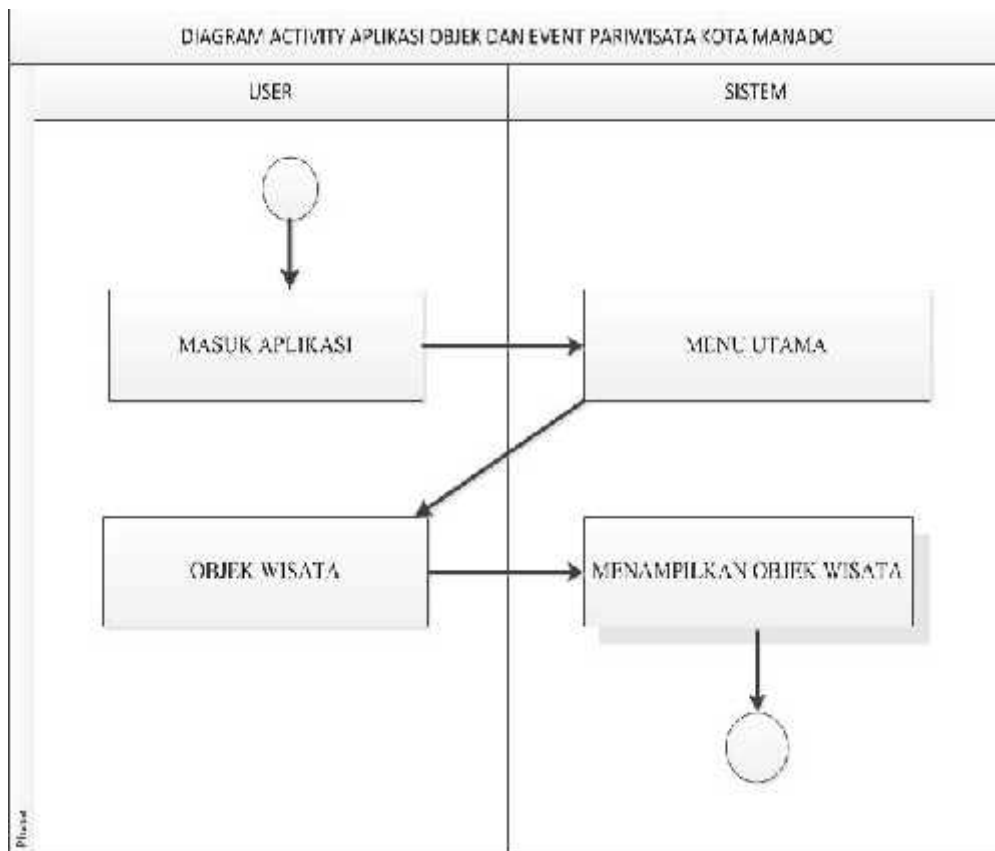 DIAGRAM ACTIVITY APLIKASI OBJEK DAN EVENT PARIWISATA KOTA MANADO
USER
SISTEM
MASUK APLIKASI
MENU UTAMA
OBJEK WISATA
MENAMPILKAN OBJEK WISATA